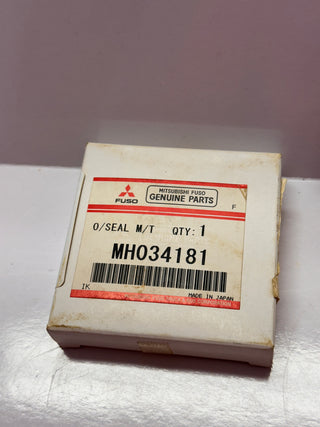 FUSO
MITSUBISHI FUSO
GENUINE PARTS
F
O/SEAL M/T QTY:1
MH034181
IK
MADE IN JAPAN